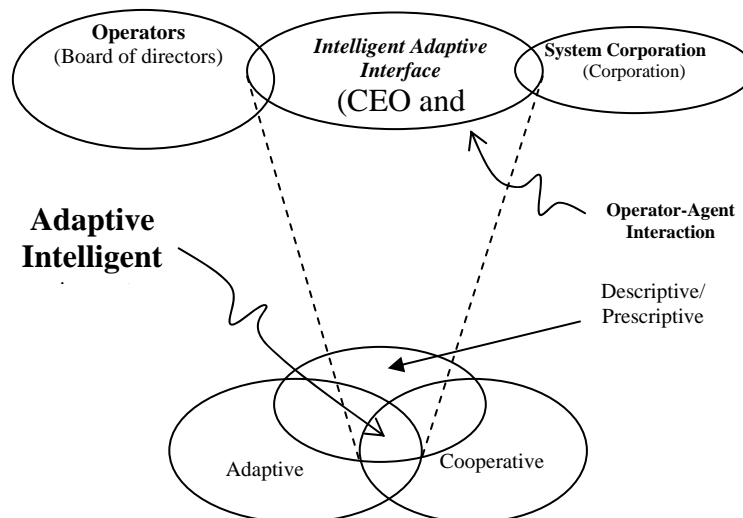 Operators
(Board of directors)
Intelligent Adaptive
Interface
(CEO and
System Corporation
(Corporation)
Operator-Agent
Interaction
Adaptive
Intelligent
Descriptive/
Prescriptive
Adaptive
Cooperative